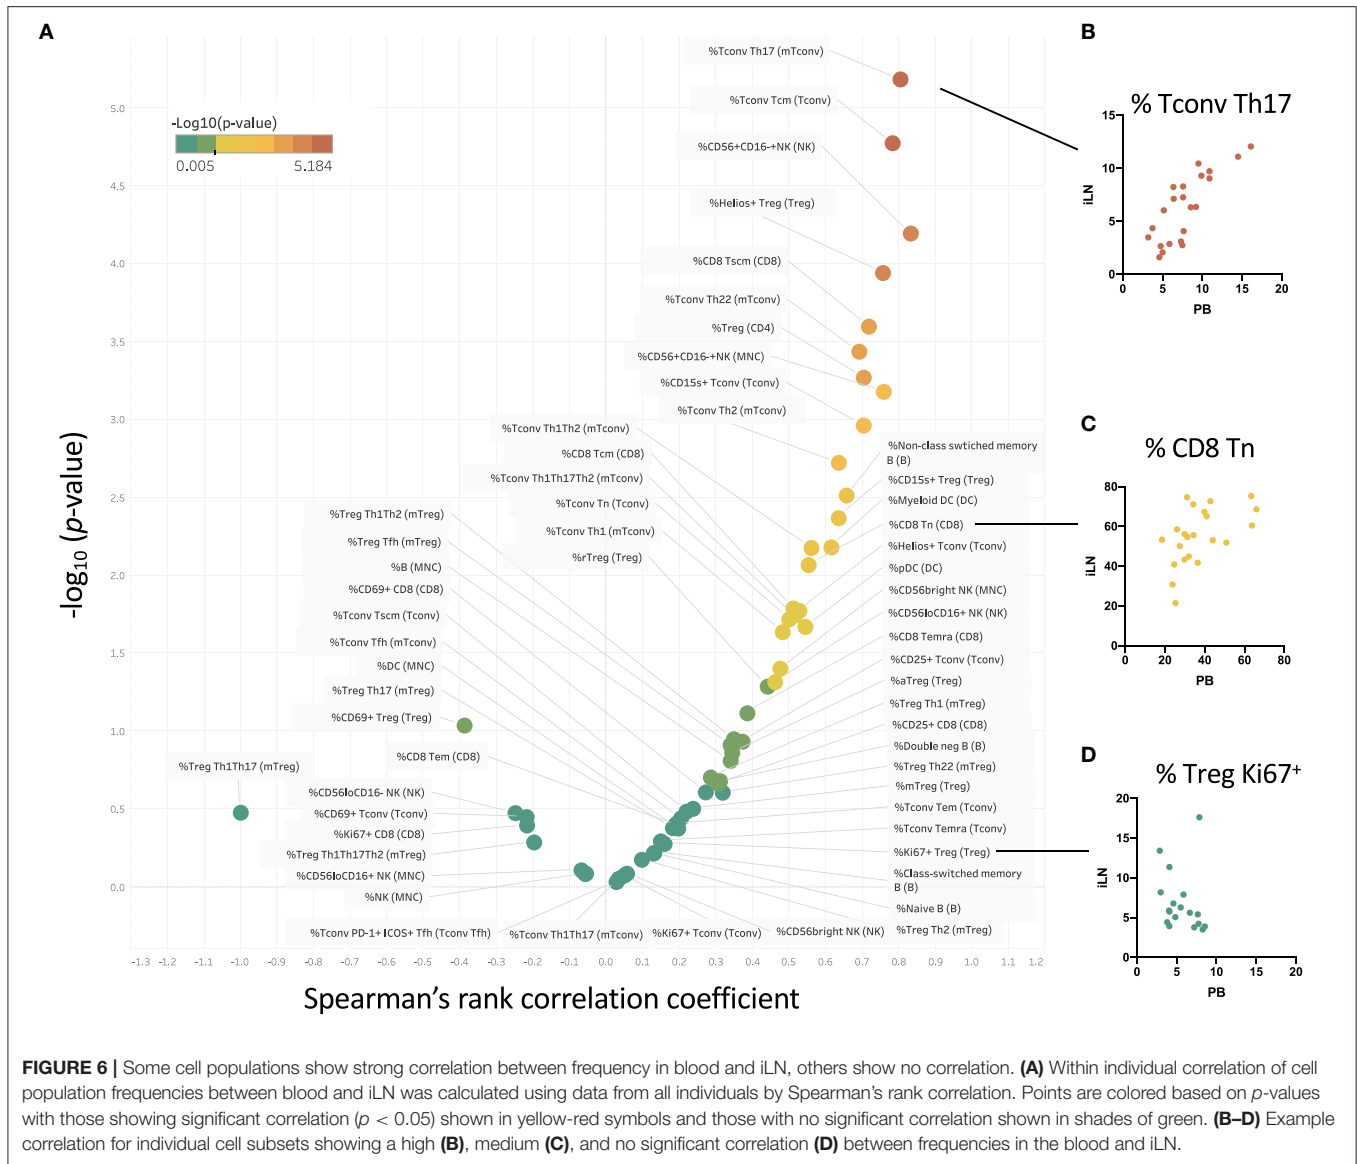 A
-Log10(p-value)
0.005
5.184
-log10 (p-value)
5.0
4.5
4.0
3.5
3.0
2.5
2.0
1.5
1.0
0.5
0.0
%Tconv Th17 (mTconv)
%Tconv Tcm (Tconv)
%CD56+CD16-+NK (NK)
%Helios+ Treg (Treg)
%CD8 Tscm (CD8)
%Tconv Th22 (mTconv)
%Treg (CD4)
%CD56+CD16-+NK (MNC)
%CD15s+ Tconv (Tconv)
%Tconv Th2 (mTconv)
%Tconv Th1Th2 (mTconv)
%CD8 Tcm (CD8)
%Tconv Th1Th17Th2 (mTconv)
%Tconv Tn (Tconv)
%Tconv Th1 (mTconv)
%rTreg (Treg)
%Treg Th1Th2 (mTreg)
%Treg Tfh (mTreg)
%B (MNC)
%CD69+ CD8 (CD8)
%Tconv Tscm (Tconv)
%Tconv Tfh (mTconv)
%DC (MNC)
%Treg Th17 (mTreg)
%CD69+ Treg (Treg)
%CD8 Tem (CD8)
%Treg Th1Th17 (mTreg)
%CD56loCD16- NK (NK)
%CD69+ Tconv (Tconv)
%Ki67+ CD8 (CD8)
%Treg Th1Th17Th2 (mTreg)
%CD56loCD16+ NK (MNC)
%NK (MNC)
%Tconv PD-1+ ICOS+ Tfh (Tconv Tfh)
%Tconv Th1Th17 (mTconv)
%Ki67+ Tconv (Tconv)
%CD56bright NK (NK)
%Non-class swtiched memory
B (B)
%CD15s+ Treg (Treg)
%Myeloid DC (DC)
%CD8 Tn (CD8)
%Helios+ Tconv (Tconv)
%pDC (DC)
%CD56bright NK (MNC)
%CD56loCD16+ NK (NK)
%CD8 Temra (CD8)
%CD25+ Tconv (Tconv)
%aTreg (Treg)
%Treg Th1 (mTreg)
%CD25+ CD8 (CD8)
%Double neg B (B)
%Treg Th22 (mTreg)
%mTreg (Treg)
%Tconv Tem (Tconv)
%Tconv Temra (Tconv)
%Ki67+ Treg (Treg)
%Class-switched memory
B (B)
%Naive B (B)
%Treg Th2 (mTreg)
-1.3 -1.2 -1.1 -1.0 -0.9 -0.8 -0.7 -0.6 -0.5 -0.4 -0.3 -0.2 -0.1 0.0 0.1 0.2 0.3 0.4 0.5 0.6 0.7 0.8 0.9 1.0 1.1 1.2
Spearman's rank correlation coefficient
B
% Tconv Th17
15
10
5
0
iLN
0 5 10 15 20
PB
C
% CD8 Tn
80
60
40
20
0
iLN
0 20 40 60 80
PB
D
% Treg Ki67+
20
15
10
5
0
iLN
0 5 10 15 20
PB
FIGURE 6 | Some cell populations show strong correlation between frequency in blood and iLN, others show no correlation. (A) Within individual correlation of cell
population frequencies between blood and iLN was calculated using data from all individuals by Spearman's rank correlation. Points are colored based on p-values
with those showing significant correlation (p < 0.05) shown in yellow-red symbols and those with no significant correlation shown in shades of green. (B–D) Example
correlation for individual cell subsets showing a high (B), medium (C), and no significant correlation (D) between frequencies in the blood and iLN.